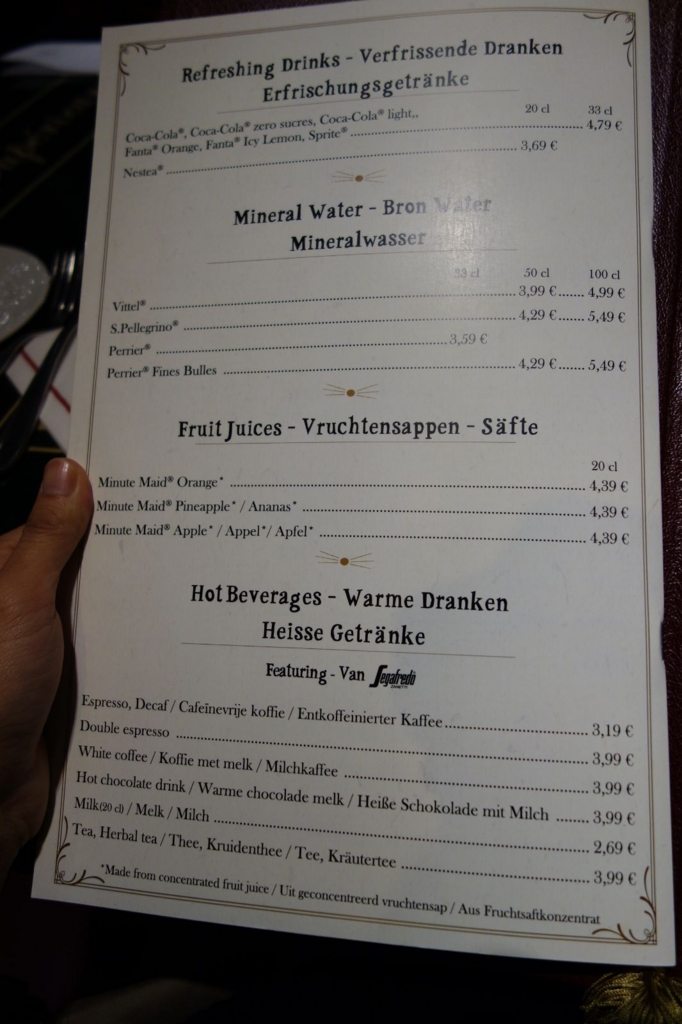 Refreshing Drinks - Verfrissende Dranken
Erfrischungsgetränke
20 cl 33 cl
Coca-Cola®, Coca-Cola® zero sucres, Coca-Cola® light,.
Fanta® Orange, Fanta® Icy Lemon, Sprite® 4,79 €
Nestea® 3,69 €
Mineral Water - Bron Water
Mineralwasser
33 cl 50 cl 100 cl
Vittel® 3,99 € 4,99 €
S.Pellegrino® 4,29 € 5,49 €
Perrier® 3,59 €
Perrier® Fines Bulles 4,29 € 5,49 €
Fruit Juices - Vruchtensappen - Säfte
20 cl
Minute Maid® Orange* 4,39 €
Minute Maid® Pineapple* / Ananas* 4,39 €
Minute Maid® Apple* / Appel*/ Apfel* 4,39 €
Hot Beverages - Warme Dranken
Heisse Getränke
Featuring - Van Segafredo
Espresso, Decaf / Cafeïnevrije koffie / Entkoffeinierter Kaffee 3,19 €
Double espresso 3,99 €
White coffee / Koffie met melk / Milchkaffee 3,99 €
Hot chocolate drink / Warme chocolade melk / Heiße Schokolade mit Milch 3,99 €
Milk(20 cl) / Melk / Milch 2,69 €
Tea, Herbal tea / Thee, Kruidenthee / Tee, Kräutertee 3,99 €
*Made from concentrated fruit juice / Uit geconcentreerd vruchtensap / Aus Fruchtsaftkonzentrat